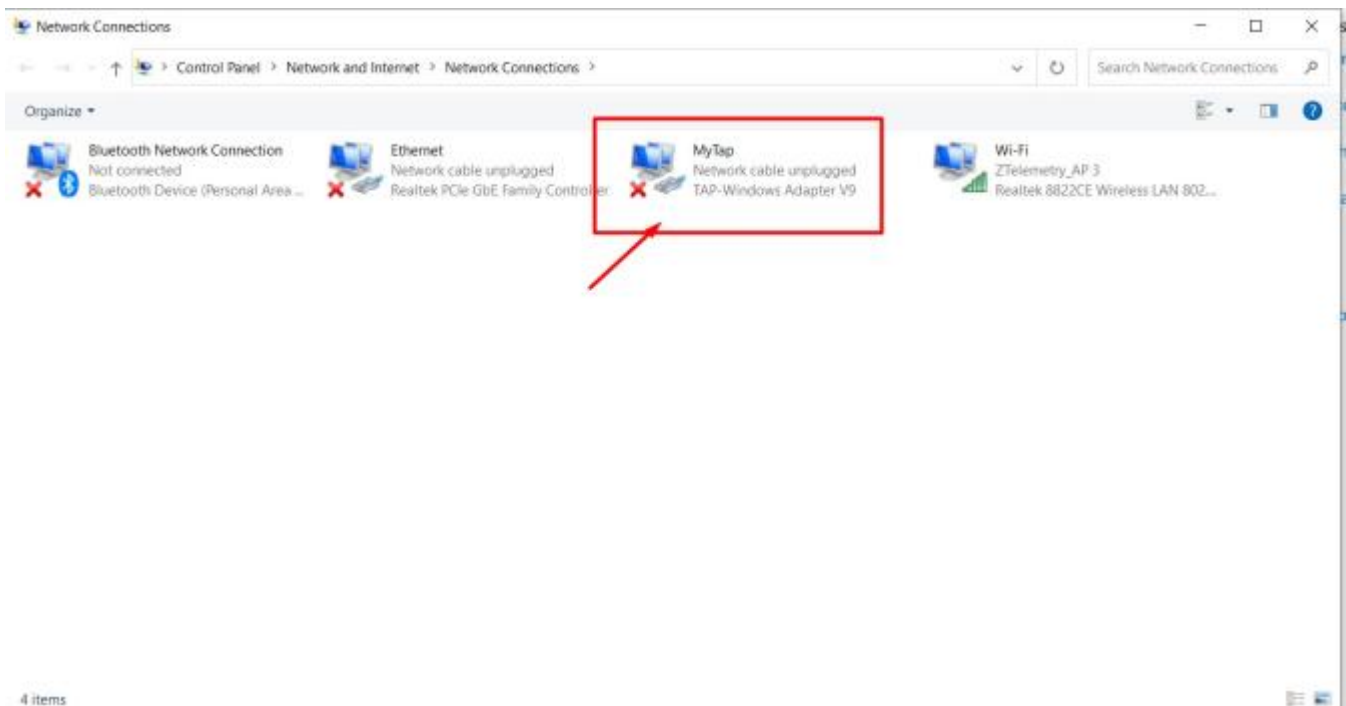 Network Connections
Control Panel > Network and Internet > Network Connections >
Search Network Connections
Organize
Bluetooth Network Connection
Not connected
Bluetooth Device (Personal Area ...
Ethernet
Network cable unplugged
Realtek PCIe GbE Family Controller
MyTap
Network cable unplugged
TAP-Windows Adapter V9
Wi-Fi
ZTelemetry_AP 3
Realtek 8822CE Wireless LAN 802....
4 items